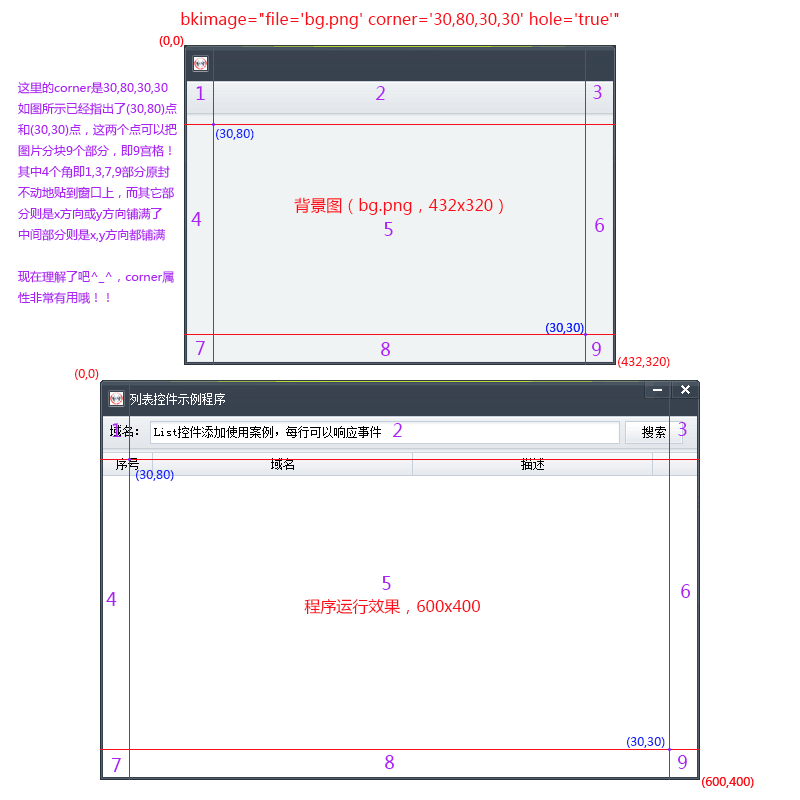 bkimage="file='bg.png' corner='30,80,30,30' hole='true'"
(0,0)
这里的corner是30,80,30,30
如图所示已经指出了(30,80)点
和(30,30)点，这两个点可以把
图片分块9个部分，即9宫格！
其中4个角即1,3,7,9部分原封
不动地贴到窗口上，而其它部
分则是x方向或y方向铺满了
中间部分则是x,y方向都铺满
现在理解了吧^_^，corner属
性非常有用哦！！
1 2 3
(30,80)
背景图（bg.png，432x320）
4 5 6
(30,30)
7 8 9
(432,320)
(0,0)
列表控件示例程序
域名： List控件添加使用案例，每行可以响应事件 搜索
1 2 3
序号 域名 描述
(30,80)
4 5 6
程序运行效果，600x400
(30,30)
7 8 9
(600,400)